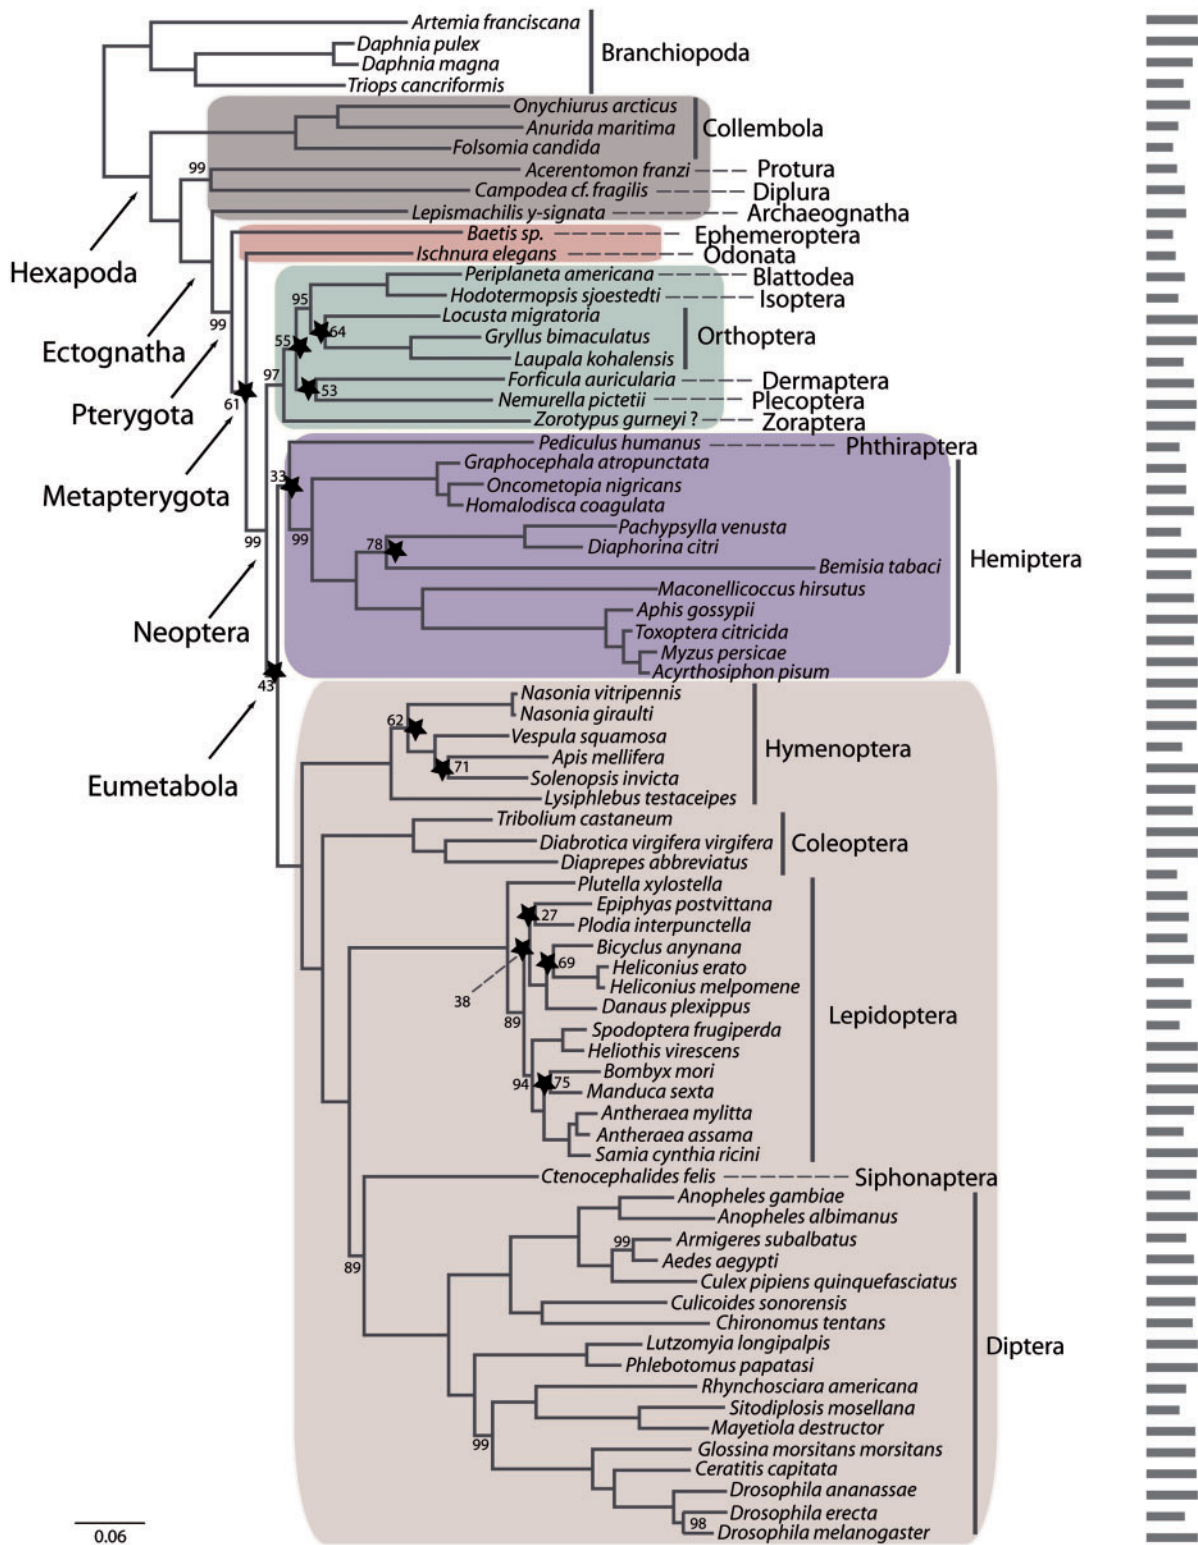 Artemia franciscana
Daphnia pulex
Branchiopoda
Daphnia magna
Triops cancriformis
Onychiurus arcticus
Anurida maritima
Collembola
Folsomia candida
99
Acerentomon franzi
Protura
Campodea cf. fragilis
Diplura
Lepismachilis y-signata
Archaeognatha
Baetis sp.
Ephemeroptera
Ischnura elegans
Odonata
Hexapoda
Periplaneta americana
Blattodea
95
Hodotermopsis sjoestedti
Isoptera
Locusta migratoria
99
64
Gryllus bimaculatus
Orthoptera
55
Ectognatha
Laupala kohalensis
97
Forficula auricularia
Dermaptera
53
61
Nemurella pictetii
Plecoptera
Pterygota
Zorotypus gurneyi ?
Zoraptera
Pediculus humanus
Phthiraptera
Graphocephala atropunctata
33
Oncometopia nigricans
Metapterygota
Homalodisca coagulata
Pachypsylla venusta
99
99
78
Diaphorina citri
Hemiptera
Bemisia tabaci
Maconellicoccus hirsutus
Aphis gossypii
Neoptera
Toxoptera citricida
Myzus persicae
Acyrthosiphon pisum
43
Nasonia vitripennis
Nasonia giraulti
62
Vespula squamosa
Hymenoptera
Apis mellifera
71
Eumetabola
Solenopsis invicta
Lysiphlebus testaceipes
Tribolium castaneum
Diabrotica virgifera virgifera
Coleoptera
Diaprepes abbreviatus
Plutella xylostella
Epiphyas postvittana
27
Plodia interpunctella
Bicyclus anynana
69
Heliconius erato
Heliconius melpomene
38
Danaus plexippus
Lepidoptera
89
Spodoptera frugiperda
Heliothis virescens
Bombyx mori
94
75
Manduca sexta
Antheraea mylitta
Antheraea assama
Samia cynthia ricini
Ctenocephalides felis
Siphonaptera
Anopheles gambiae
Anopheles albimanus
99
Armigeres subalbatus
89
Aedes aegypti
Culex pipiens quinquefasciatus
Culicoides sonorensis
Chironomus tentans
Lutzomyia longipalpis
Diptera
Phlebotomus papatasi
Rhynchosciara americana
Sitodiplosis mosellana
Mayetiola destructor
99
Glossina morsitans morsitans
Ceratitis capitata
Drosophila ananassae
Drosophila erecta
98
Drosophila melanogaster
0.06